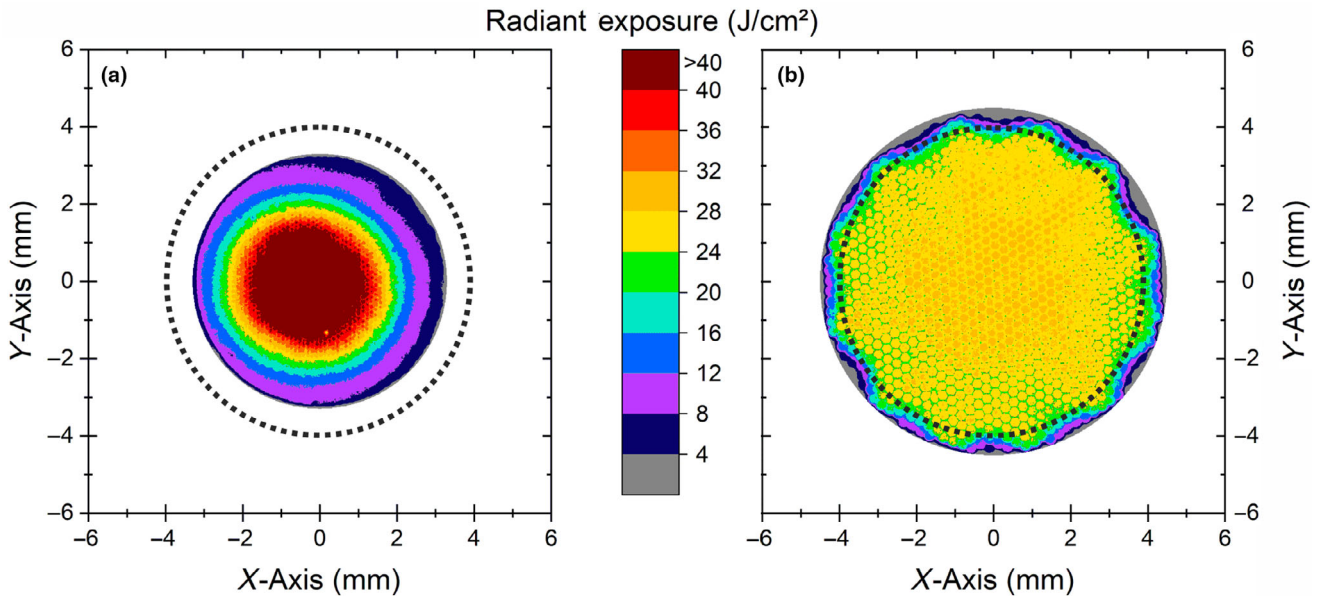 Radiant exposure (J/cm²)
(a)
6
4
2
0
–2
–4
–6
Y-Axis (mm)
–6 –4 –2 0 2 4 6
X-Axis (mm)
>40
40
36
32
28
24
20
16
12
8
4
(b)
6
4
2
0
–2
–4
–6
Y-Axis (mm)
–6 –4 –2 0 2 4 6
X-Axis (mm)